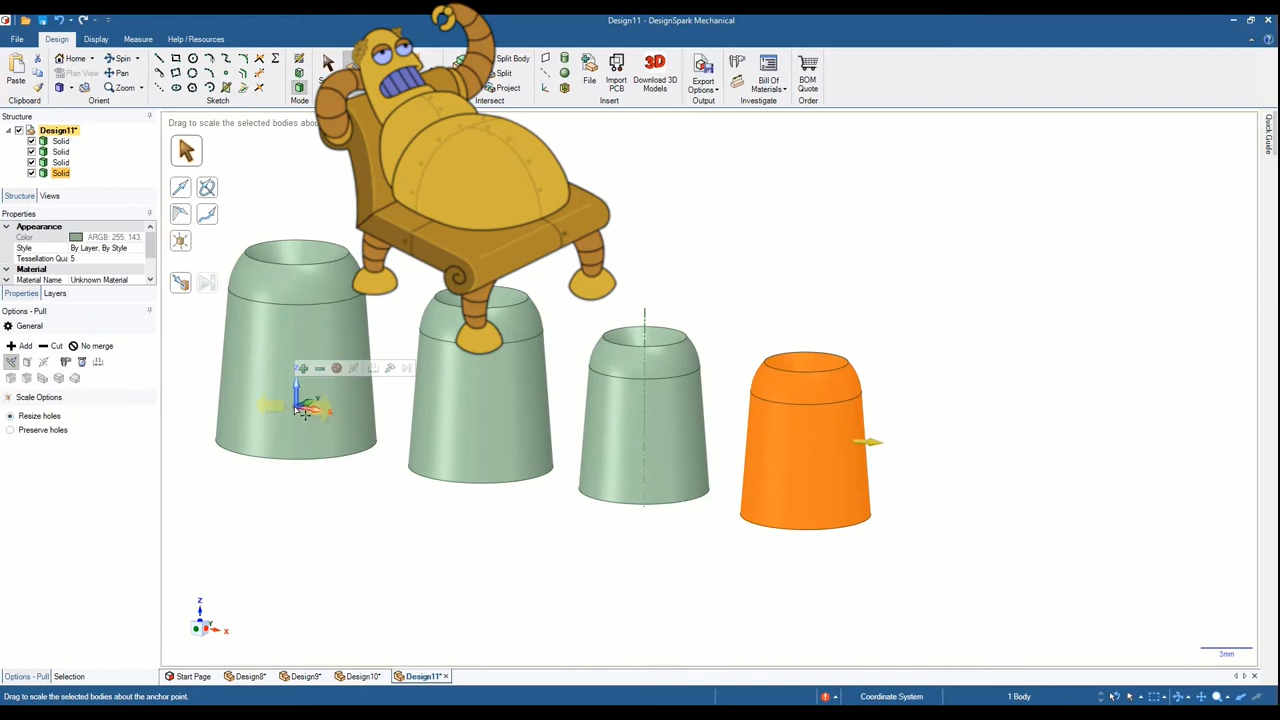 Design11 - DesignSpark Mechanical
File Design Display Measure Help / Resources
Home Spin Split Body
Plan View Pan Split
Zoom Project
Paste File Import PCB Download 3D Models Export Options Bill Of Materials BOM Quote
Clipboard Orient Sketch Mode Intersect Insert Output Investigate Order
Structure
Drag to scale the selected bodies abou
Design11*
Solid
Solid
Solid
Solid
Structure Views
Properties
Appearance
Color ARGB: 255, 143,
Style By Layer, By Style
Tessellation Qua 5
Material
Material Name Unknown Material
Properties Layers
Options - Pull
General
Add Cut No merge
Scale Options
Resize holes
Preserve holes
Quick Guide
Z
Y
X
Z
Y
X
3mm
Options - Pull Selection
Start Page Design8* Design9* Design10* Design11*
Drag to scale the selected bodies about the anchor point.
Coordinate System
1 Body